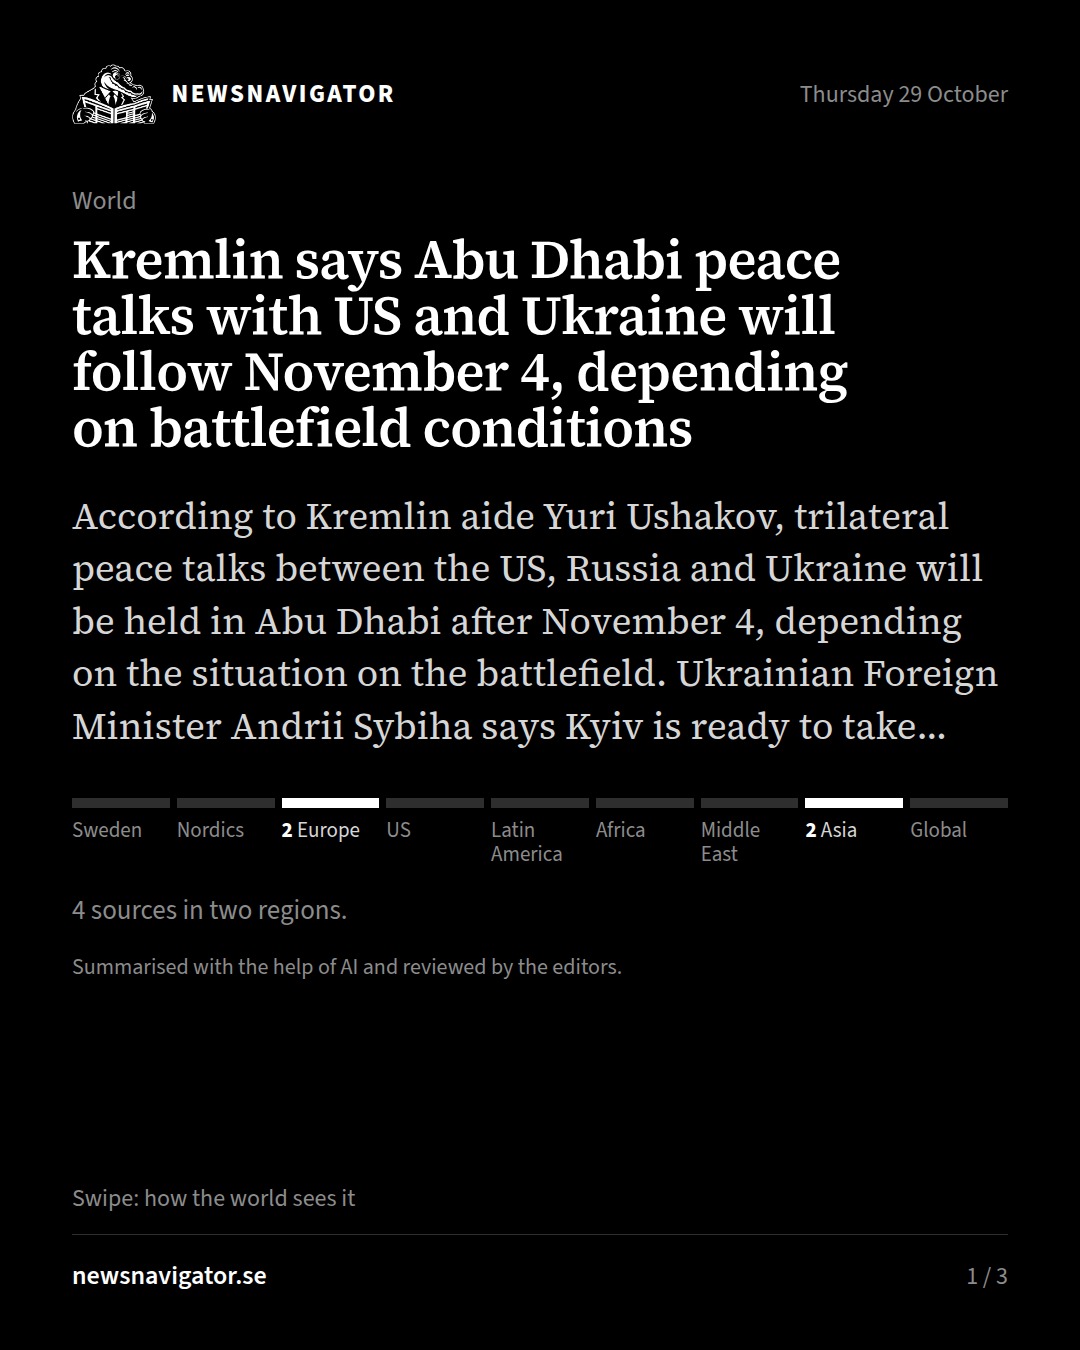 NEWSNAVIGATOR
Thursday 29 October
World
Kremlin says Abu Dhabi peace
talks with US and Ukraine will
follow November 4, depending
on battlefield conditions
According to Kremlin aide Yuri Ushakov, trilateral
peace talks between the US, Russia and Ukraine will
be held in Abu Dhabi after November 4, depending
on the situation on the battlefield. Ukrainian Foreign
Minister Andrii Sybiha says Kyiv is ready to take...
Sweden
Nordics
2 Europe
US
Latin
America
Africa
Middle
East
2 Asia
Global
4 sources in two regions.
Summarised with the help of AI and reviewed by the editors.
Swipe: how the world sees it
newsnavigator.se
1 / 3